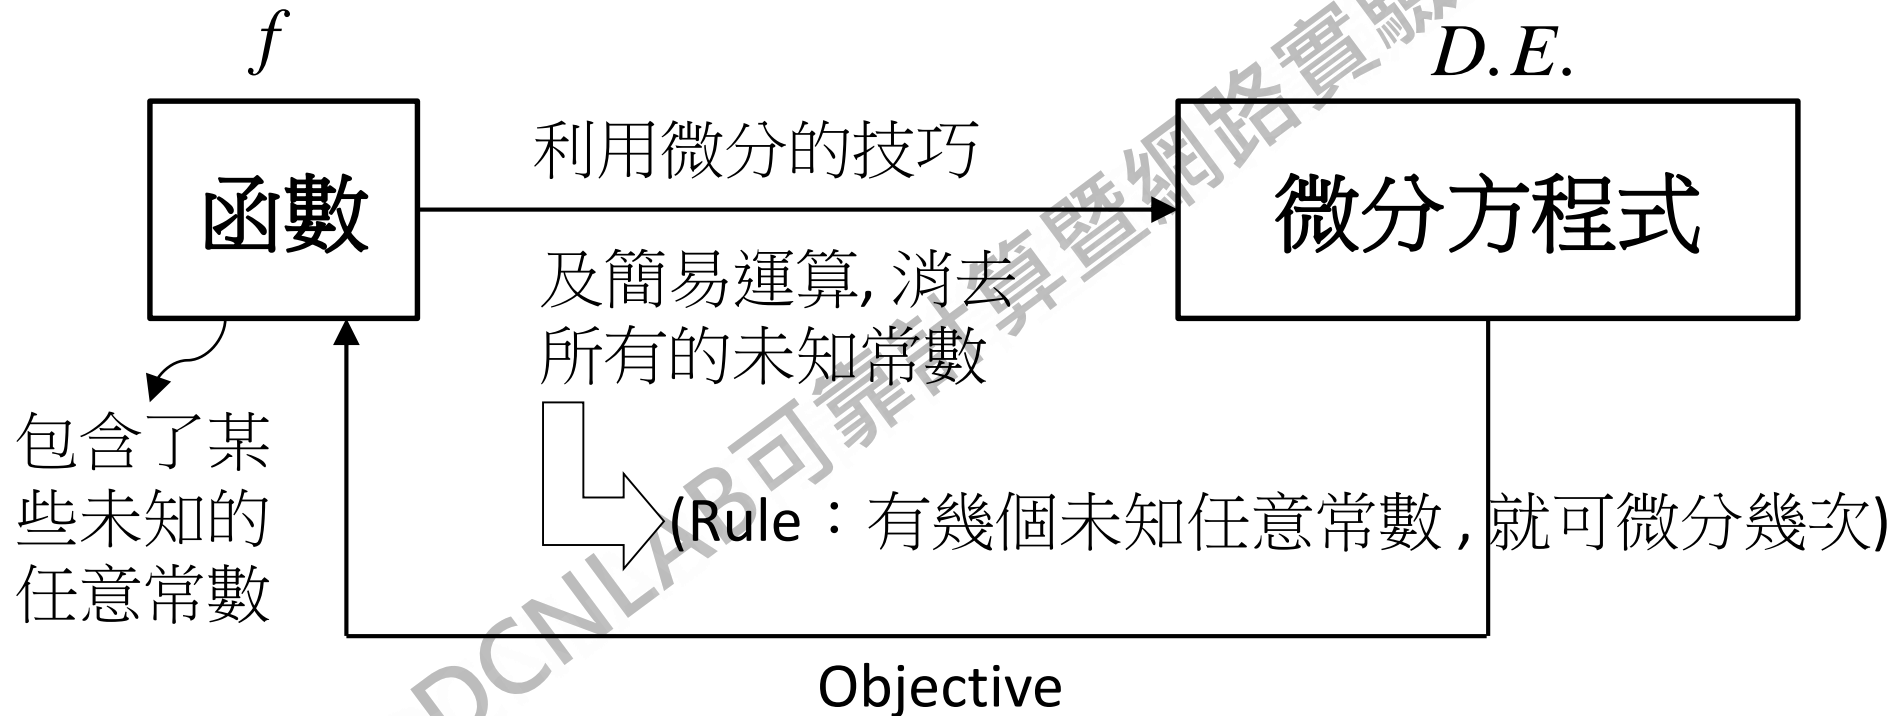 f
D.E.
函數
利用微分的技巧
微分方程式
及簡易運算, 消去
所有的未知常數
包含了某
些未知的
任意常數
(Rule：有幾個未知任意常數 , 就可微分幾次)
Objective
DCNLAB可靠計算暨網路實驗